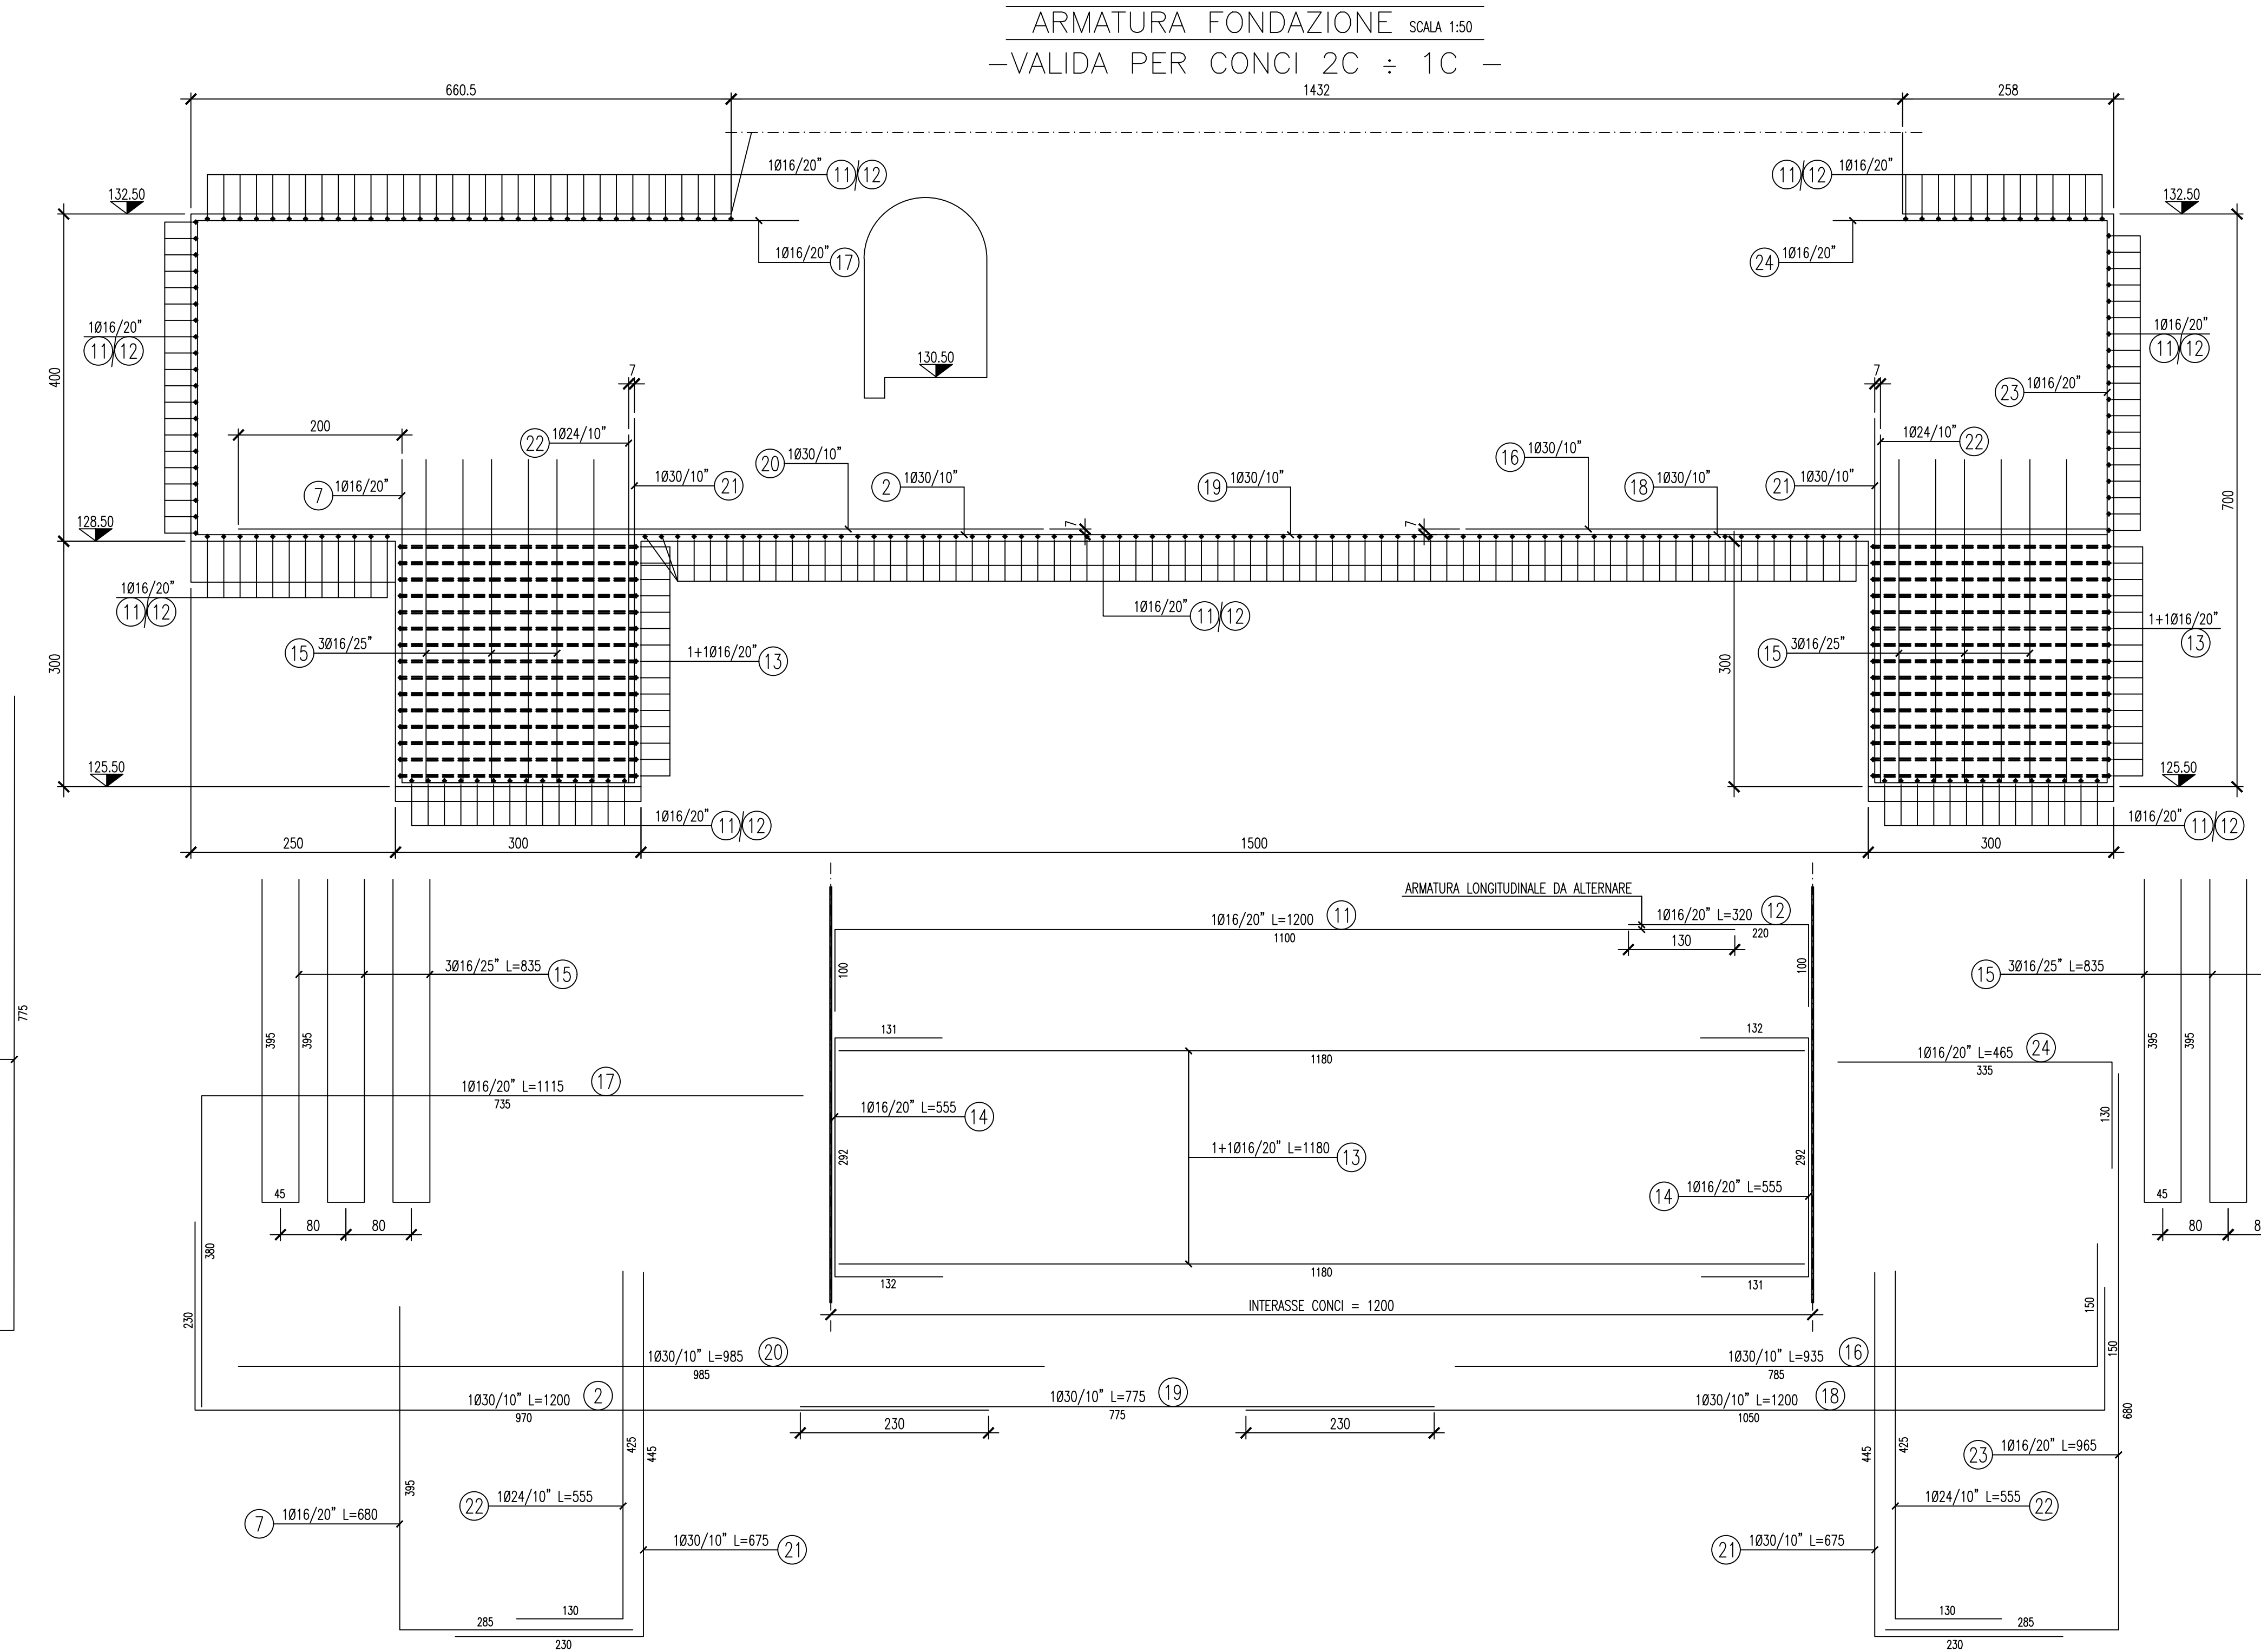 ARMATURA FONDAZIONE SCALA 1:50
-VALIDA PER CONCI 2C ÷ 1C -
660.5
1432
258
1Ø16/20" 11/12
11/12 1Ø16/20"
132.50
132.50
1Ø16/20" 17
24 1Ø16/20"
1Ø16/20"
11/12
1Ø16/20"
11/12
130.50
400
7
7
23 1Ø16/20"
200
22 1Ø24/10"
1Ø24/10" 22
20 1Ø30/10"
16 1Ø30/10"
7 1Ø16/20"
1Ø30/10" 21
2 1Ø30/10"
19 1Ø30/10"
18 1Ø30/10"
21 1Ø30/10"
700
128.50
7
7
1Ø16/20"
11/12
1Ø16/20" 11/12
1+1Ø16/20"
13
300
15 3Ø16/25"
1+1Ø16/20" 13
300
15 3Ø16/25"
125.50
125.50
1Ø16/20" 11/12
1Ø16/20" 11/12
250
300
1500
300
ARMATURA LONGITUDINALE DA ALTERNARE
1Ø16/20" L=1200 11
1100
1Ø16/20" L=320 12
220
130
100
100
3Ø16/25" L=835 15
15 3Ø16/25" L=835
775
395
395
395
395
131
132
1180
1Ø16/20" L=465 24
335
1Ø16/20" L=1115 17
735
130
1Ø16/20" L=555 14
292
1+1Ø16/20" L=1180 13
292
14 1Ø16/20" L=555
45
80
80
45
80
8
380
230
1180
132
131
INTERASSE CONCI = 1200
150
150
1Ø30/10" L=985 20
985
1Ø30/10" L=935 16
785
1Ø30/10" L=1200 2
970
1Ø30/10" L=775 19
775
1Ø30/10" L=1200 18
1050
230
230
680
425
445
445
425
23 1Ø16/20" L=965
395
22 1Ø24/10" L=555
1Ø24/10" L=555 22
7 1Ø16/20" L=680
1Ø30/10" L=675 21
21 1Ø30/10" L=675
130
285
230
130
285
230